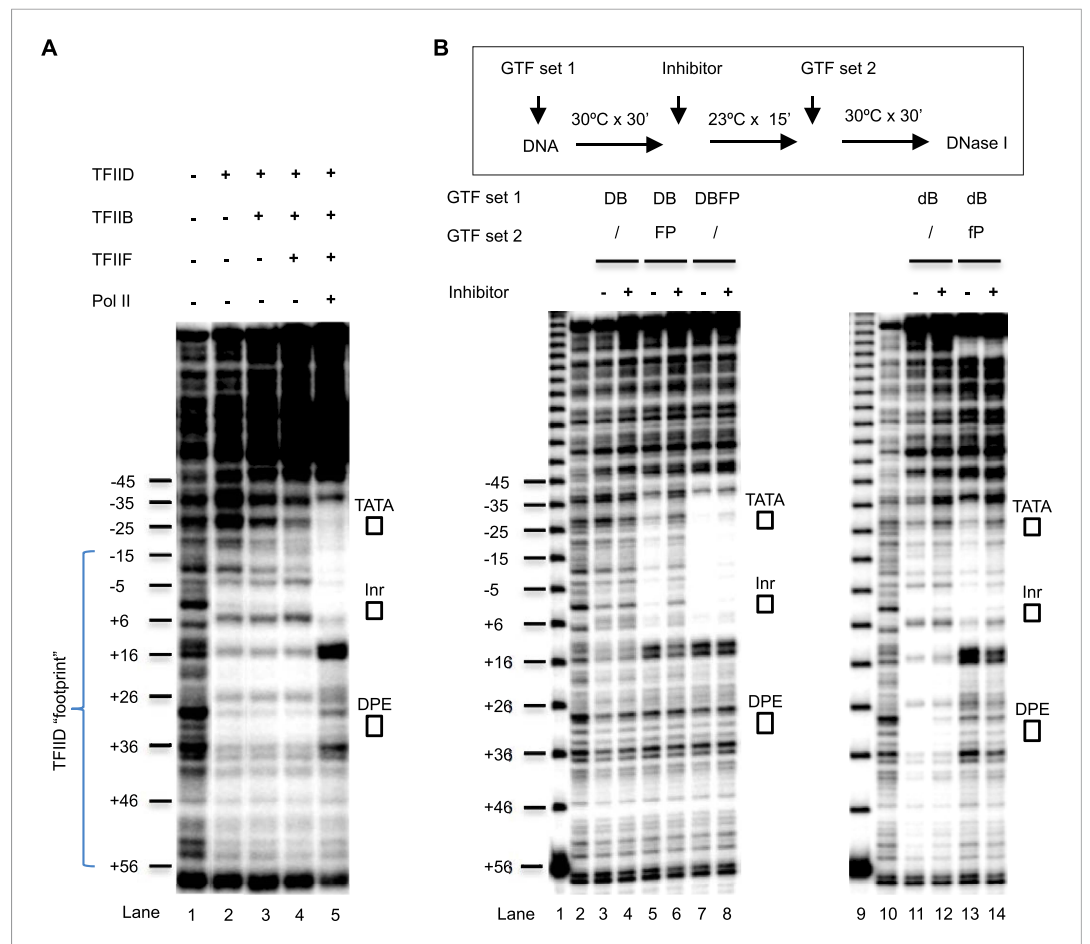 A
TFIID - + + + +
TFIIB - - + + +
TFIIF - - - + +
Pol II - - - - +
-45
-35
-25
-15
-5
+6
+16
+26
+36
+46
+56
TATA
Inr
DPE
TFIID “footprint”
Lane 1 2 3 4 5
B
GTF set 1 Inhibitor GTF set 2
30ºC x 30’ 23ºC x 15’ 30ºC x 30’
DNA DNase I
GTF set 1 DB DB DBFP dB dB
GTF set 2 / FP / / fP
Inhibitor - + - + - + - + - +
-45
-35
-25
-15
-5
+6
+16
+26
+36
+46
+56
TATA
Inr
DPE
TATA
Inr
DPE
Lane 1 2 3 4 5 6 7 8 9 10 11 12 13 14